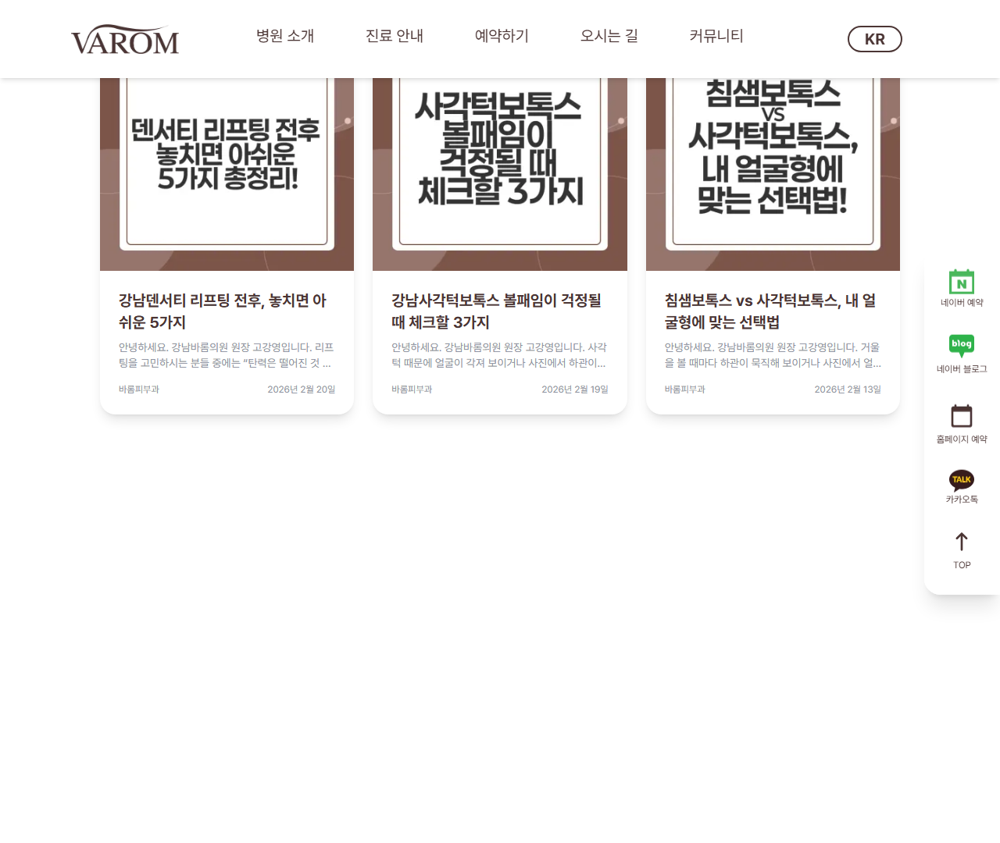 VAROM
병원 소개
진료 안내
예약하기
오시는 길
커뮤니티
KR
덴서티 리프팅 전후
놓치면 아쉬운
5가지 총정리!
사각턱보톡스
볼패임이
걱정될 때
체크할 3가지
침샘보톡스
VS
사각턱보톡스,
내 얼굴형에
맞는 선택법!
강남덴서티 리프팅 전후, 놓치면 아
쉬운 5가지
안녕하세요. 강남바롬의원 원장 고강영입니다. 리프
팅을 고민하시는 분들 중에는 “탄력은 떨어진 것 ...
바롬피부과
2026년 2월 20일
강남사각턱보톡스 볼패임이 걱정될
때 체크할 3가지
안녕하세요. 강남바롬의원 원장 고강영입니다. 사각
턱 때문에 얼굴이 각져 보이거나 사진에서 하관이...
바롬피부과
2026년 2월 19일
침샘보톡스 vs 사각턱보톡스, 내 얼
굴형에 맞는 선택법
안녕하세요. 강남바롬의원 원장 고강영입니다. 거울
을 볼 때마다 하관이 묵직해 보이거나 사진에서 얼...
바롬피부과
2026년 2월 13일
N
네이버 예약
blog
네이버 블로그
홈페이지 예약
TALK
카카오톡
TOP